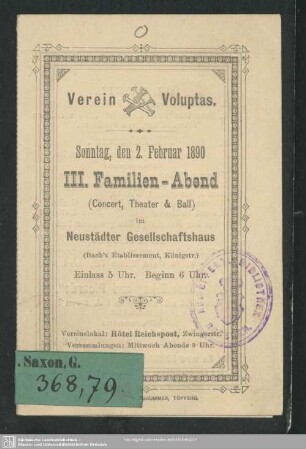 Verein Voluptas.
Sonntag, den 2. Februar 1890
III. Familien-Abend
(Concert, Theater & Ball)
im
Neustädter Gesellschaftshaus
(Bach's Etablissement, Königstr.)
Einlass 5 Uhr. Beginn 6 Uhr.
Vereinslokal: Hôtel Reichspost, Zwingerstr.
Versammlungen: Mittwoch Abends 9 Uhr.
. Saxon. G.
368,79